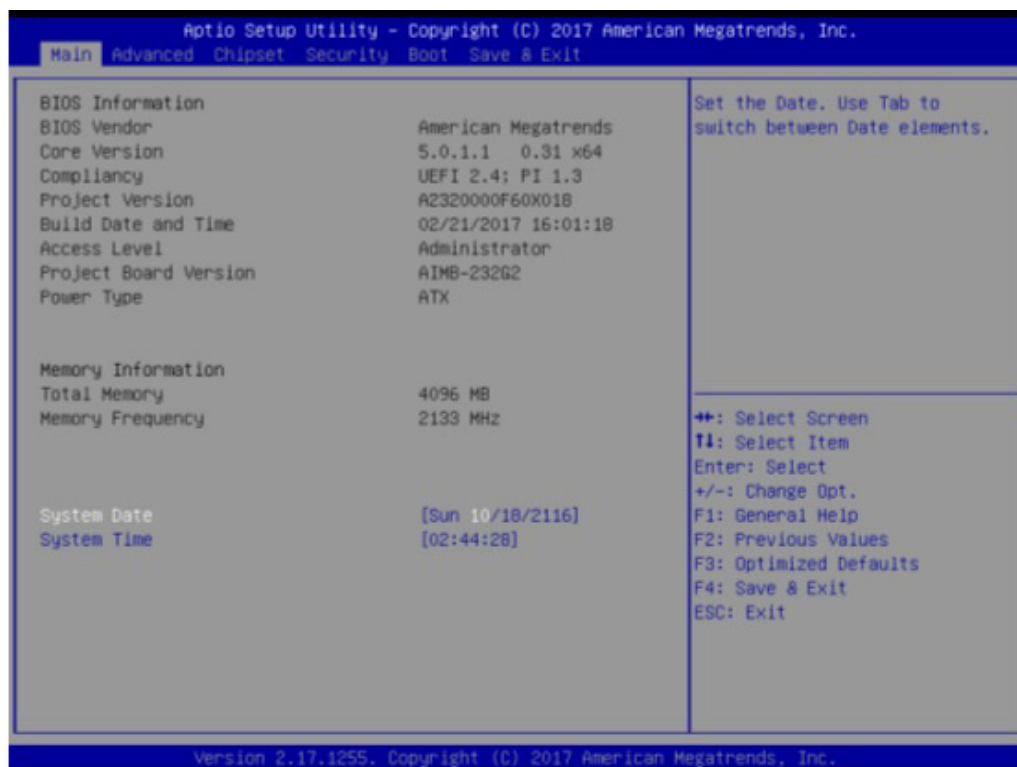 Aptio Setup Utility - Copyright (C) 2017 American Megatrends, Inc.
Main Advanced Chipset Security Boot Save & Exit
BIOS Information
BIOS Vendor American Megatrends
Core Version 5.0.1.1 0.31 x64
Compliancy UEFI 2.4; PI 1.3
Project Version A2320000F60X018
Build Date and Time 02/21/2017 16:01:18
Access Level Administrator
Project Board Version AIMB-232G2
Power Type ATX
Memory Information
Total Memory 4096 MB
Memory Frequency 2133 MHz
System Date [Sun 10/18/2116]
System Time [02:44:28]
Set the Date. Use Tab to
switch between Date elements.
→←: Select Screen
↑↓: Select Item
Enter: Select
+/-: Change Opt.
F1: General Help
F2: Previous Values
F3: Optimized Defaults
F4: Save & Exit
ESC: Exit
Version 2.17.1255. Copyright (C) 2017 American Megatrends, Inc.